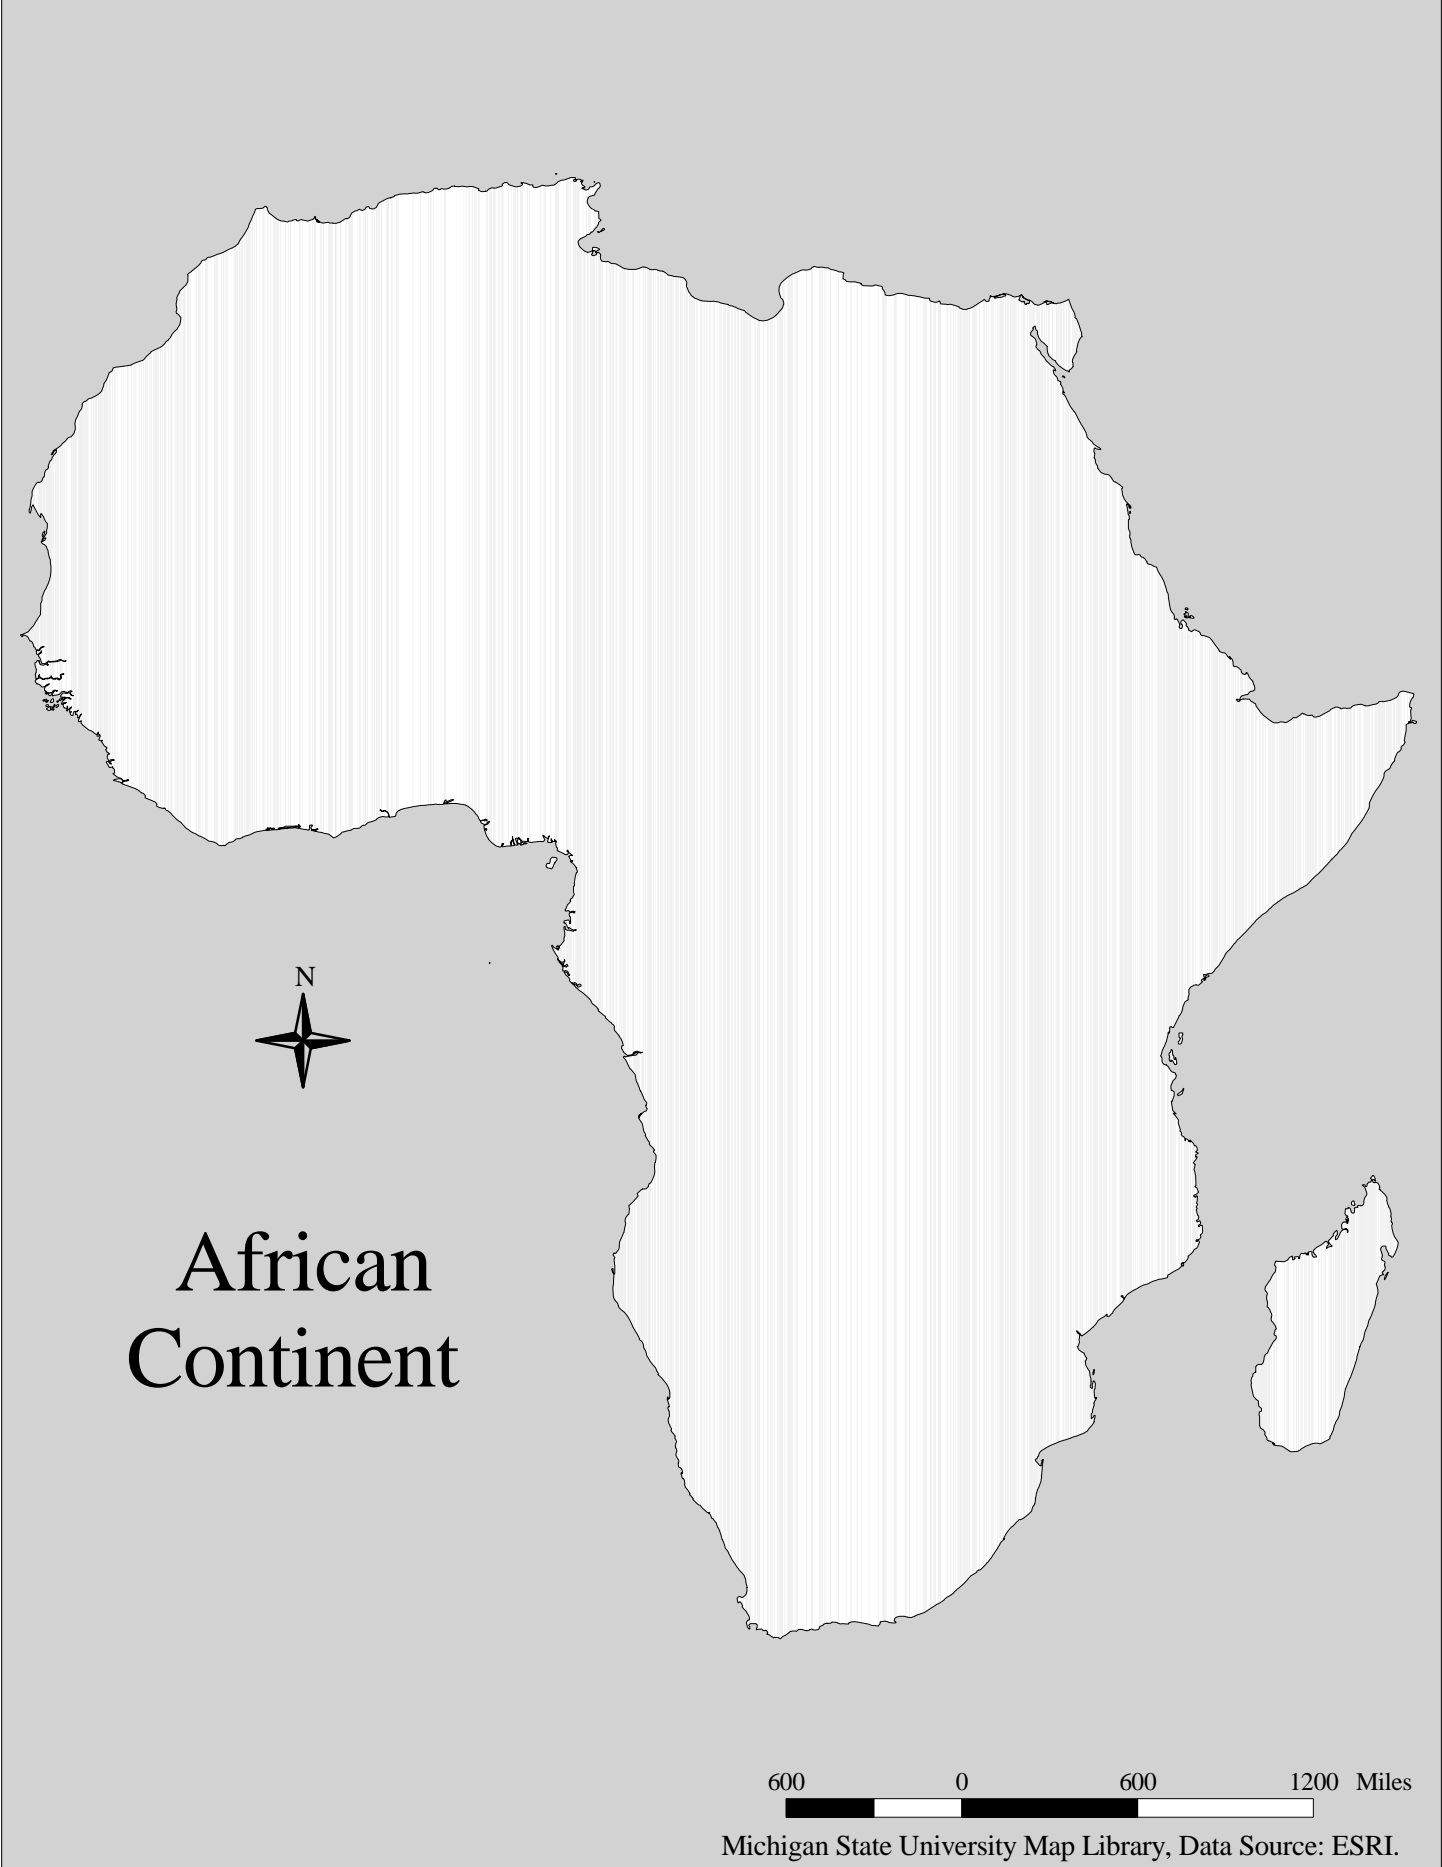 N
African
Continent
600 0 600 1200 Miles
Michigan State University Map Library, Data Source: ESRI.